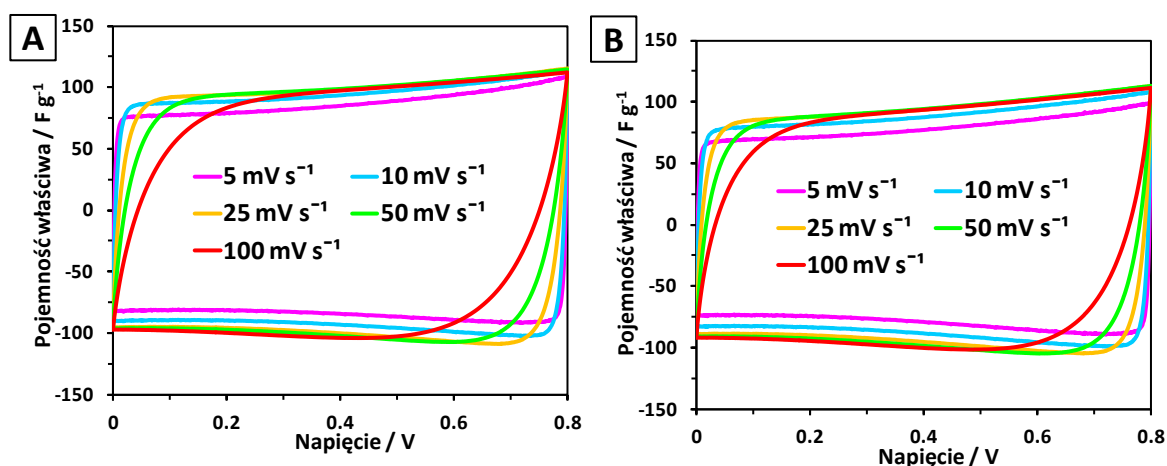 A
Pojemność właściwa / F g⁻¹
150
100
50
0
-50
-100
-150
5 mV s⁻¹
10 mV s⁻¹
25 mV s⁻¹
50 mV s⁻¹
100 mV s⁻¹
0
0.2
0.4
0.6
0.8
Napięcie / V
B
Pojemność właściwa / F g⁻¹
150
100
50
0
-50
-100
-150
5 mV s⁻¹
10 mV s⁻¹
25 mV s⁻¹
50 mV s⁻¹
100 mV s⁻¹
0
0.2
0.4
0.6
0.8
Napięcie / V